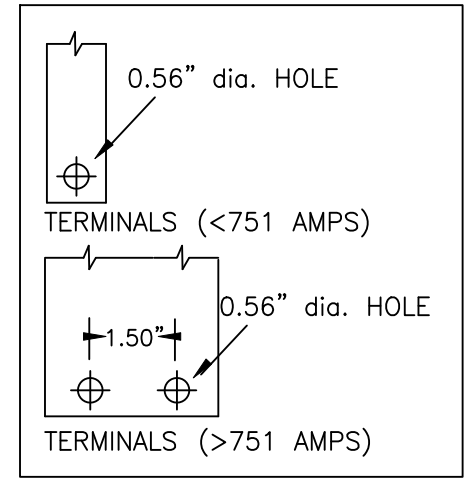 0.56” dia. HOLE
TERMINALS (<751 AMPS)
0.56” dia. HOLE
1.50”
TERMINALS (>751 AMPS)